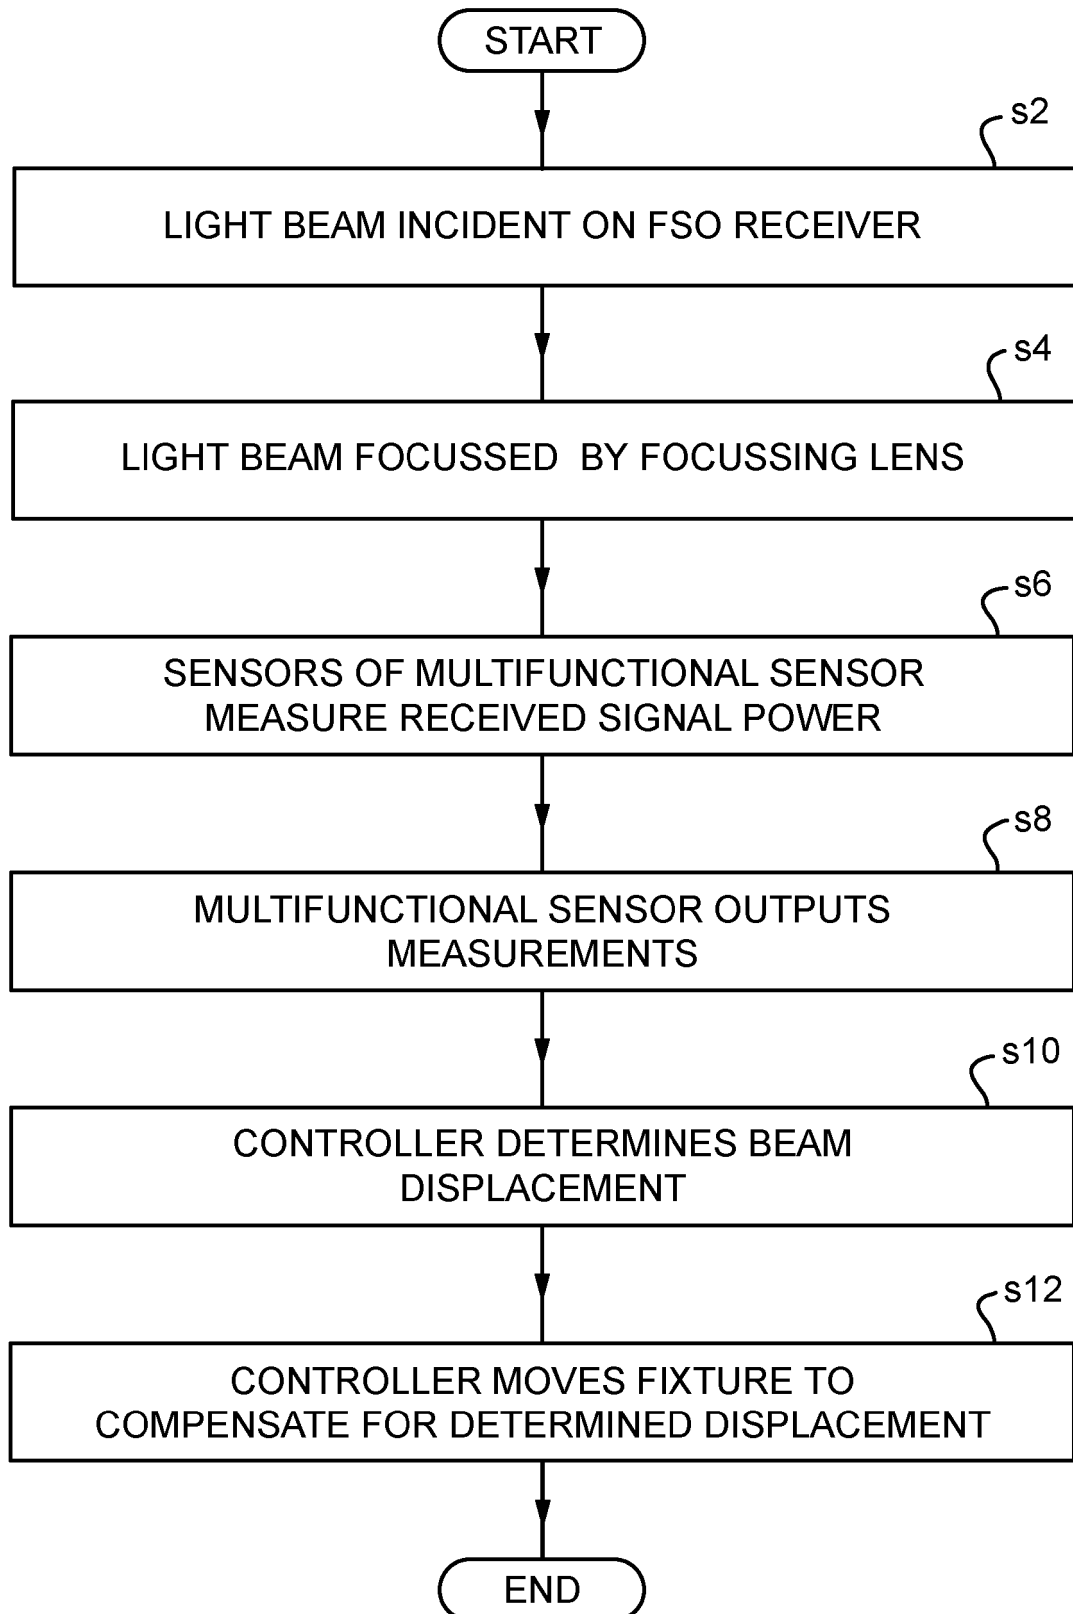 START
s2
LIGHT BEAM INCIDENT ON FSO RECEIVER
s4
LIGHT BEAM FOCUSSED BY FOCUSSING LENS
s6
SENSORS OF MULTIFUNCTIONAL SENSOR
MEASURE RECEIVED SIGNAL POWER
s8
MULTIFUNCTIONAL SENSOR OUTPUTS
MEASUREMENTS
s10
CONTROLLER DETERMINES BEAM
DISPLACEMENT
s12
CONTROLLER MOVES FIXTURE TO
COMPENSATE FOR DETERMINED DISPLACEMENT
END